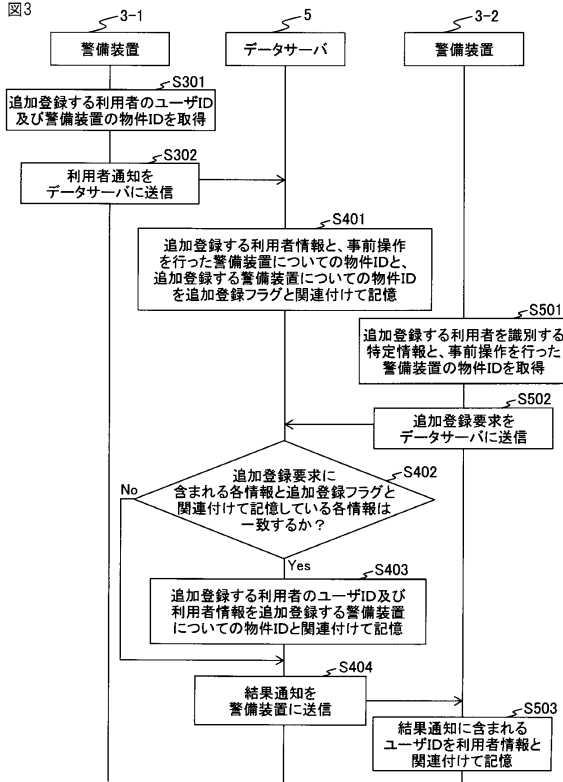 図3
3-1
5
3-2
警備装置
データサーバ
警備装置
S301
追加登録する利用者のユーザID
及び警備装置の物件IDを取得
S302
利用者通知を
データサーバに送信
S401
追加登録する利用者情報と、事前操作
を行った警備装置についての物件IDと、
追加登録する警備装置についての物件ID
を追加登録フラグと関連付けて記憶
S501
追加登録する利用者を識別する
特定情報と、事前操作を行った
警備装置の物件IDを取得
S502
追加登録要求を
データサーバに送信
S402
追加登録要求に
含まれる各情報と追加登録フラグと
関連付けて記憶している各情報は
一致するか?
No
Yes
S403
追加登録する利用者のユーザID及び
利用者情報を追加登録する警備装置
についての物件IDと関連付けて記憶
S404
結果通知を
警備装置に送信
S503
結果通知に含まれる
ユーザIDを利用者情報と
関連付けて記憶